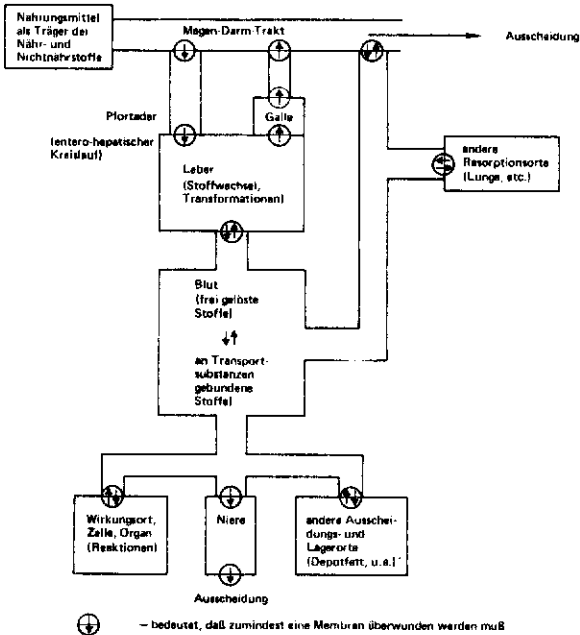 Nahrungsmittel
als Träger der
Nähr- und
Nichtnährstoffe
Magen-Darm-Trakt
Ausscheidung
Pfortader
(entero-hepatischer
Kreislauf)
Galle
Leber
(Stoffwechsel,
Transformationen)
andere
Resorptionsorte
(Lunge, etc.)
Blut
(frei gelöste
Stoffe)
an Transport-
substanzen
gebundene
Stoffe)
Wirkungsort,
Zelle, Organ
(Reaktionen)
Niere
andere Ausschei-
dungs- und
Lagerorte
(Depotfett, u.a.)
Ausscheidung
– bedeutet, daß zumindest eine Membran überwunden werden muß